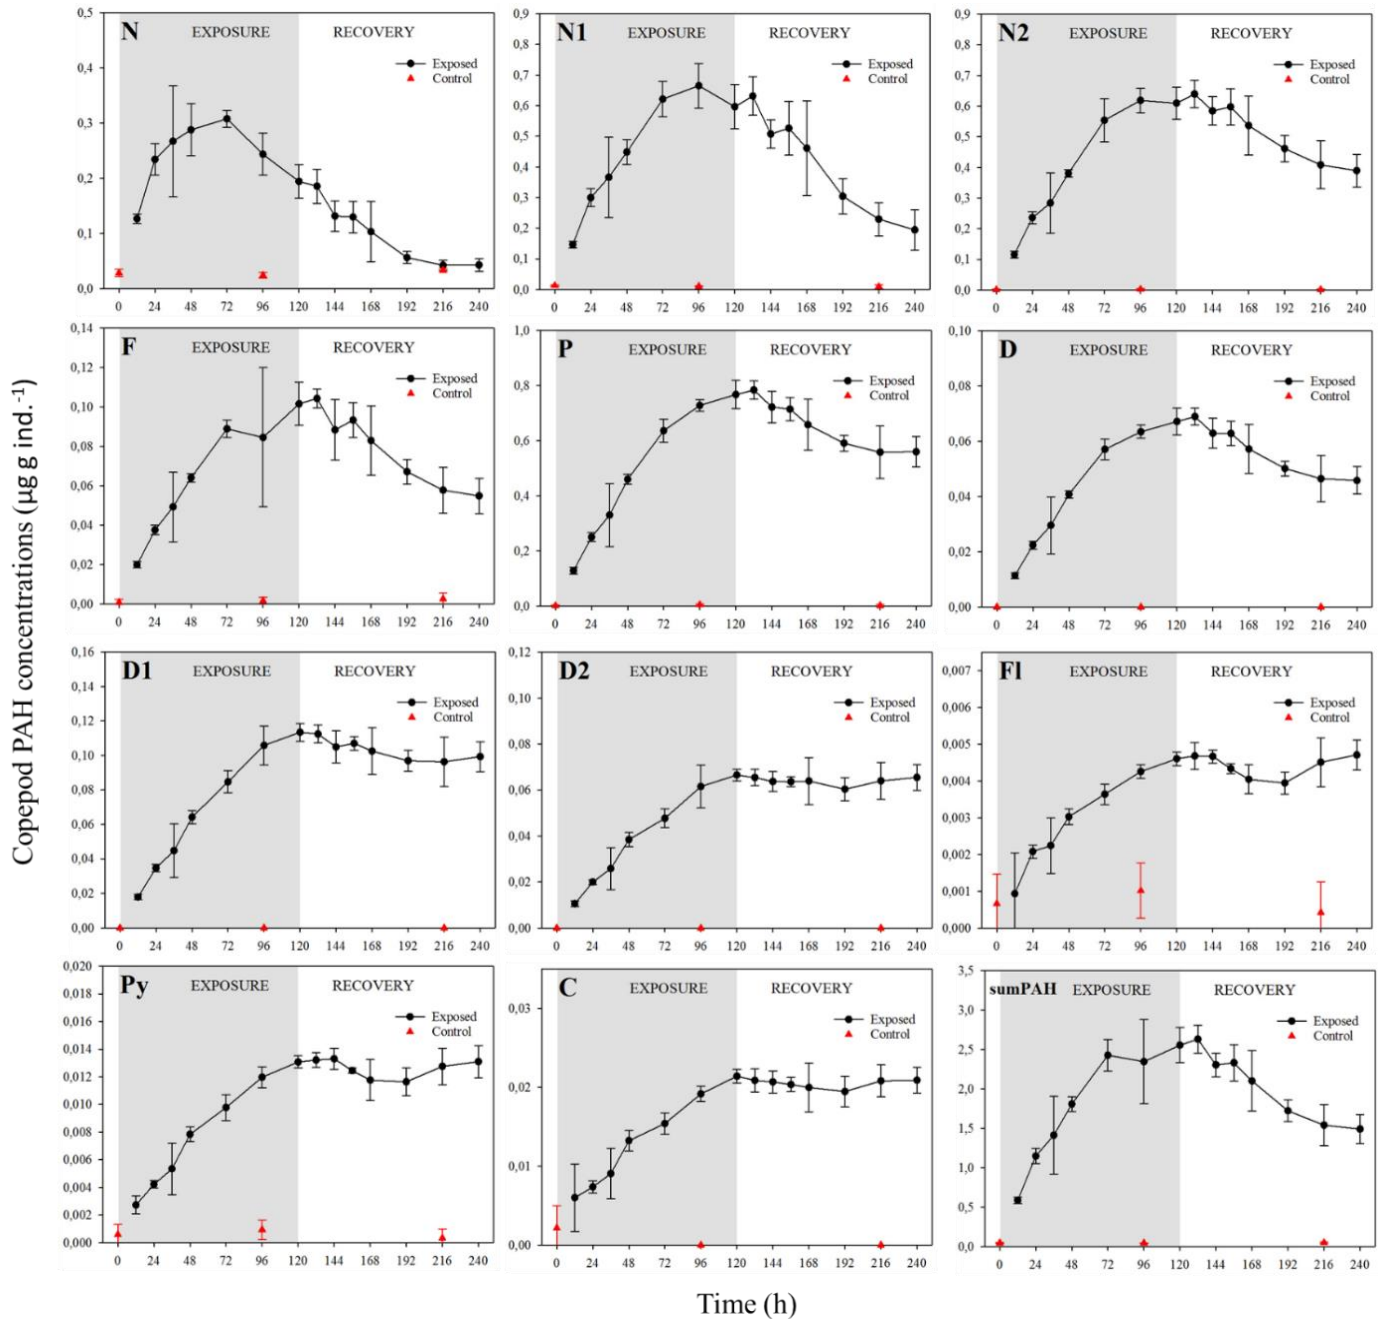 Copepod PAH concentrations (µg g ind. -1)
N
EXPOSURE RECOVERY
Exposed
Control
0,5
0,4
0,3
0,2
0,1
0,0
0 24 48 72 96 120 144 168 192 216 240
N1
EXPOSURE RECOVERY
Exposed
Control
0,9
0,8
0,7
0,6
0,5
0,4
0,3
0,2
0,1
0,0
0 24 48 72 96 120 144 168 192 216 240
N2
EXPOSURE RECOVERY
Exposed
Control
0,9
0,8
0,7
0,6
0,5
0,4
0,3
0,2
0,1
0,0
0 24 48 72 96 120 144 168 192 216 240
F
EXPOSURE RECOVERY
Exposed
Control
0,14
0,12
0,10
0,08
0,06
0,04
0,02
0,00
0 24 48 72 96 120 144 168 192 216 240
P
EXPOSURE RECOVERY
Exposed
Control
1,0
0,8
0,6
0,4
0,2
0,0
0 24 48 72 96 120 144 168 192 216 240
D
EXPOSURE RECOVERY
Exposed
Control
0,10
0,08
0,06
0,04
0,02
0,00
0 24 48 72 96 120 144 168 192 216 240
D1
EXPOSURE RECOVERY
Exposed
Control
0,16
0,14
0,12
0,10
0,08
0,06
0,04
0,02
0,00
0 24 48 72 96 120 144 168 192 216 240
D2
EXPOSURE RECOVERY
Exposed
Control
0,12
0,10
0,08
0,06
0,04
0,02
0,00
0 24 48 72 96 120 144 168 192 216 240
Fl
EXPOSURE RECOVERY
Exposed
Control
0,007
0,006
0,005
0,004
0,003
0,002
0,001
0,000
0 24 48 72 96 120 144 168 192 216 240
Py
EXPOSURE RECOVERY
Exposed
Control
0,020
0,018
0,016
0,014
0,012
0,010
0,008
0,006
0,004
0,002
0,000
0 24 48 72 96 120 144 168 192 216 240
C
EXPOSURE RECOVERY
Exposed
Control
0,03
0,02
0,01
0,00
0 24 48 72 96 120 144 168 192 216 240
sumPAH
EXPOSURE RECOVERY
Exposed
Control
3,5
3,0
2,5
2,0
1,5
1,0
0,5
0,0
0 24 48 72 96 120 144 168 192 216 240
Time (h)